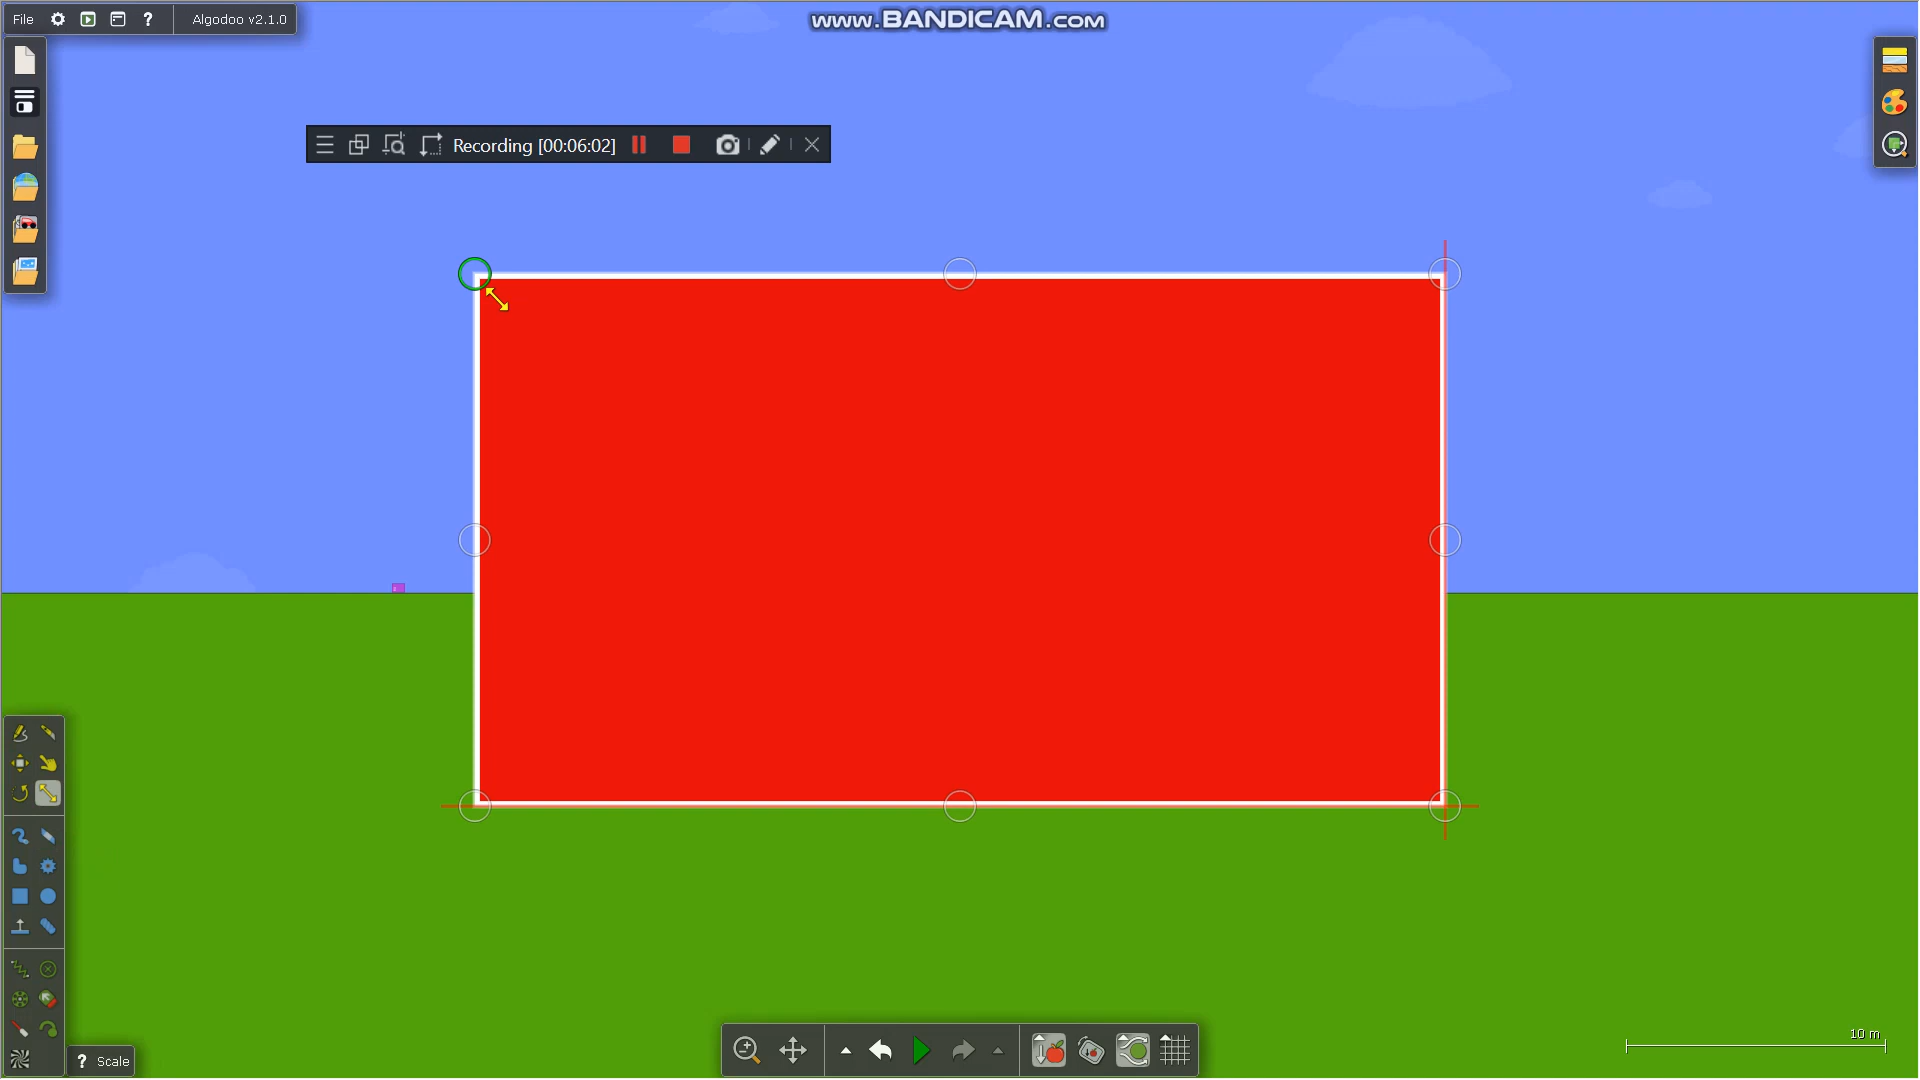 File ? Algodoo v2.1.0
www.BANDICAM.com
Recording [00:06:02]
10 m
? Scale